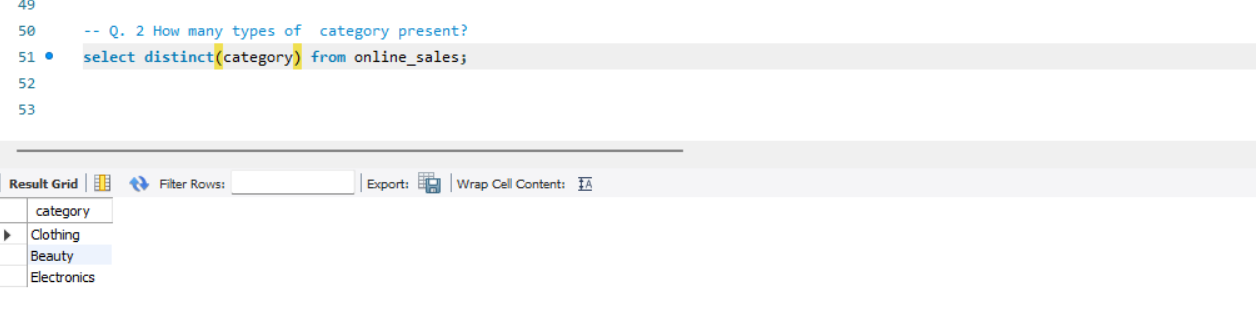 49
50 -- Q. 2 How many types of  category present?
51 select distinct(category) from online_sales;
52
53
Result Grid Filter Rows: Export: Wrap Cell Content: IA
category
Clothing
Beauty
Electronics